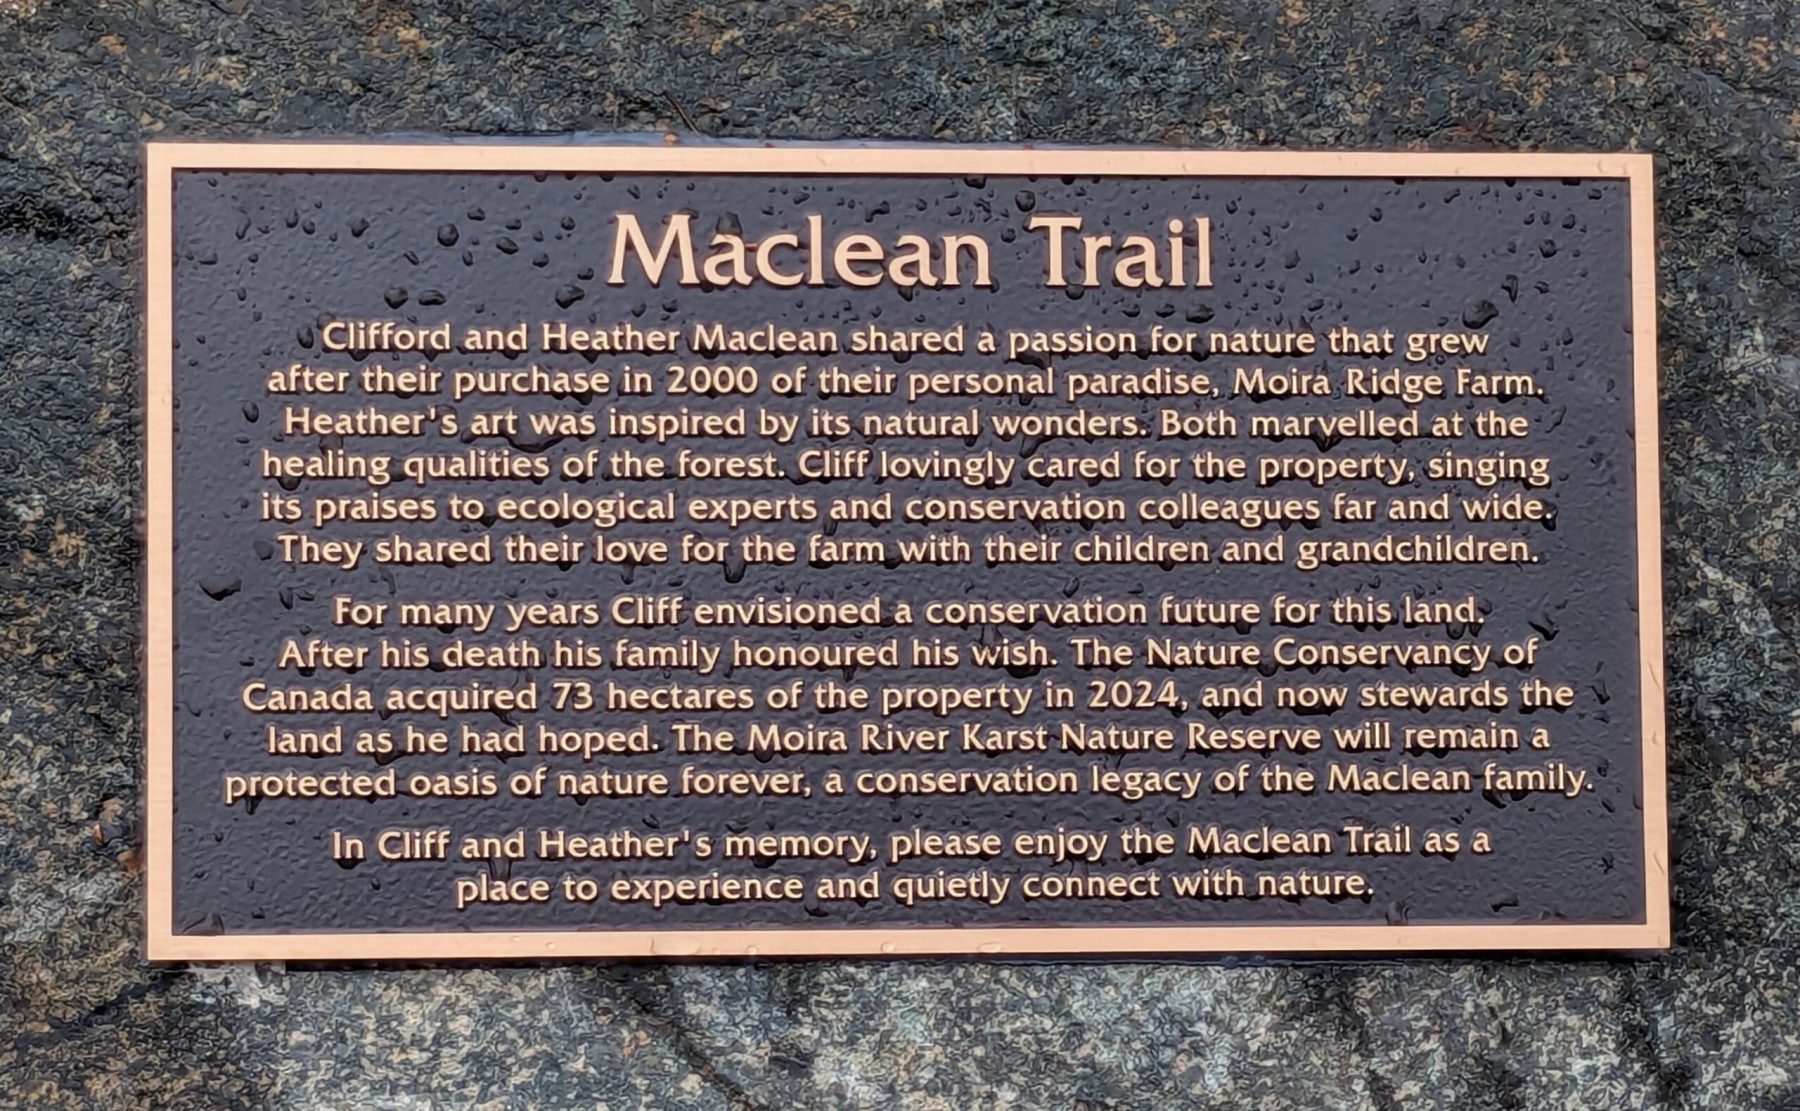 Maclean Trail
Clifford and Heather Maclean shared a passion for nature that grew
after their purchase in 2000 of their personal paradise, Moira Ridge Farm.
Heather's art was inspired by its natural wonders. Both marvelled at the
healing qualities of the forest. Cliff lovingly cared for the property, singing
its praises to ecological experts and conservation colleagues far and wide.
They shared their love for the farm with their children and grandchildren.
For many years Cliff envisioned a conservation future for this land.
After his death his family honoured his wish. The Nature Conservancy of
Canada acquired 73 hectares of the property in 2024, and now stewards the
land as he had hoped. The Moira River Karst Nature Reserve will remain a
protected oasis of nature forever, a conservation legacy of the Maclean family.
In Cliff and Heather's memory, please enjoy the Maclean Trail as a
place to experience and quietly connect with nature.